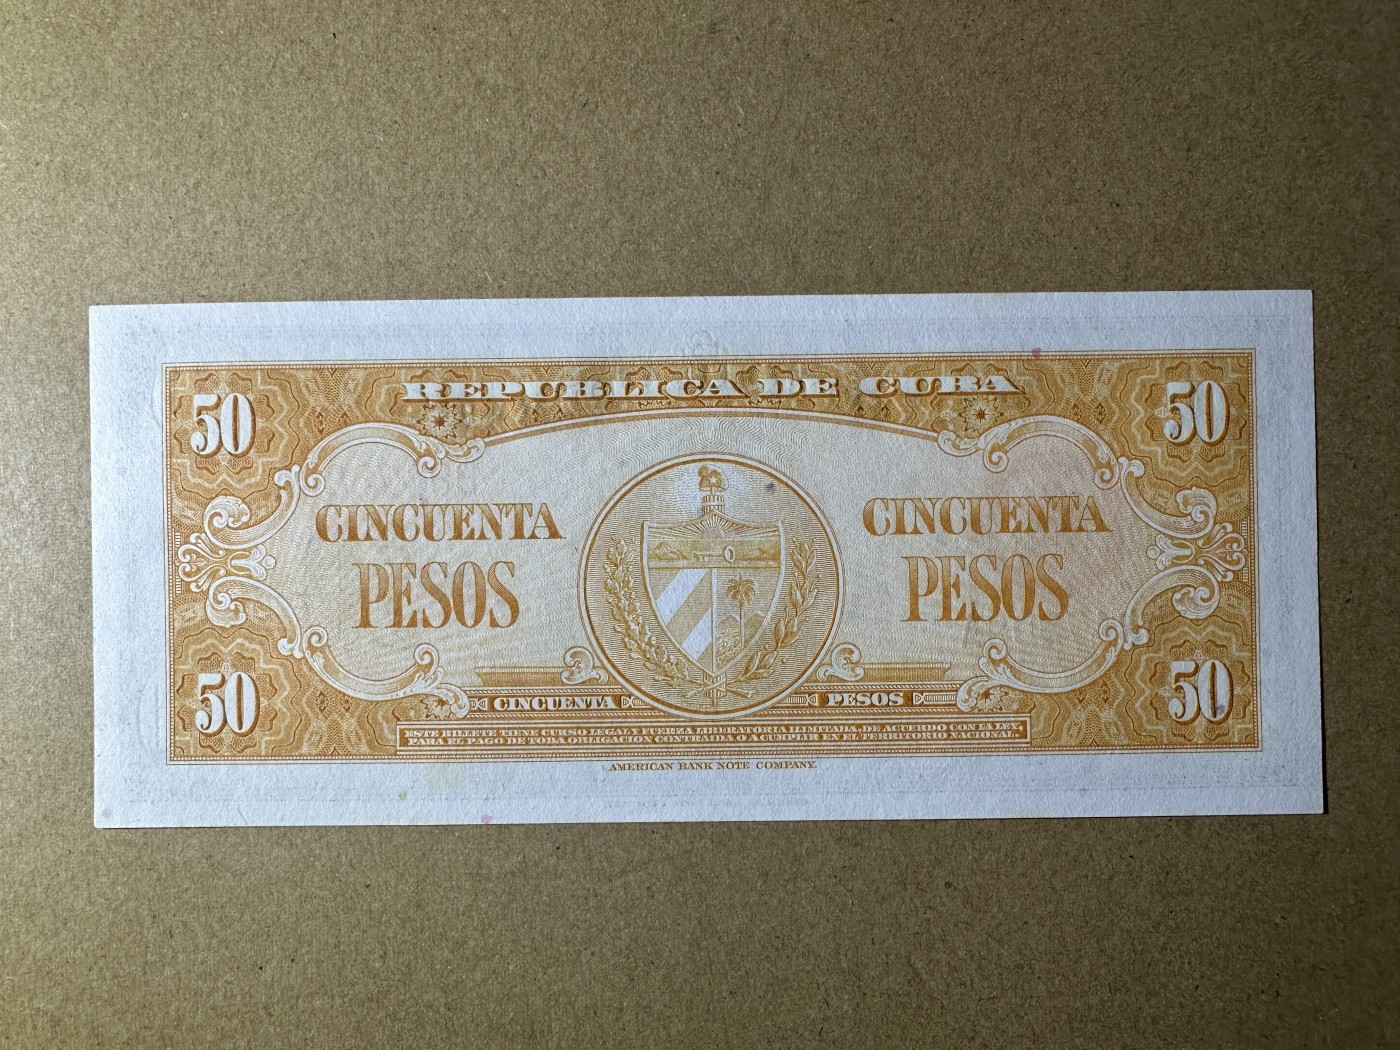 REPUBLICA DE CUBA
50 50
CINCUENTA CINCUENTA
PESOS PESOS
50 50
CINCUENTA PESOS
ESTE BILLETE TIENE CURSO LEGAL Y FUERZA LIBERATORIA ILIMITADA, DE ACUERDO CON LA LEY,
PARA EL PAGO DE TODA OBLIGACION CONTRAIDA O A CUMPLIR EN EL TERRITORIO NACIONAL.
AMERICAN BANK NOTE COMPANY.